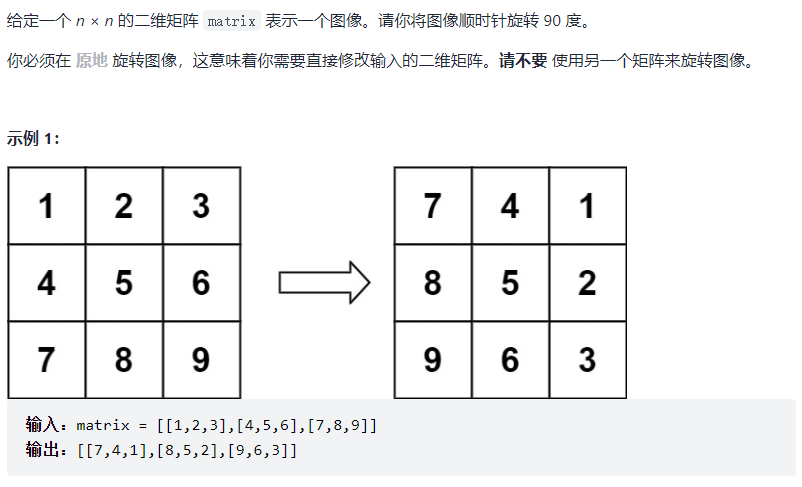 给定一个 n × n 的二维矩阵 matrix 表示一个图像。请你将图像顺时针旋转 90 度。
你必须在 原地 旋转图像，这意味着你需要直接修改输入的二维矩阵。请不要 使用另一个矩阵来旋转图像。
示例 1：
1 2 3 7 4 1
4 5 6 8 5 2
7 8 9 9 6 3
输入：matrix = [[1,2,3],[4,5,6],[7,8,9]]
输出：[[7,4,1],[8,5,2],[9,6,3]]